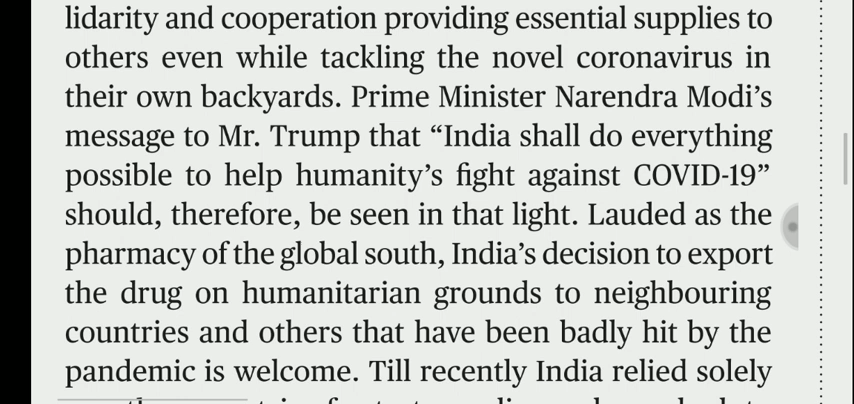 lidarity and cooperation providing essential supplies to
others even while tackling the novel coronavirus in
their own backyards. Prime Minister Narendra Modi’s
message to Mr. Trump that “India shall do everything
possible to help humanity’s fight against COVID-19”
should, therefore, be seen in that light. Lauded as the
pharmacy of the global south, India’s decision to export
the drug on humanitarian grounds to neighbouring
countries and others that have been badly hit by the
pandemic is welcome. Till recently India relied solely